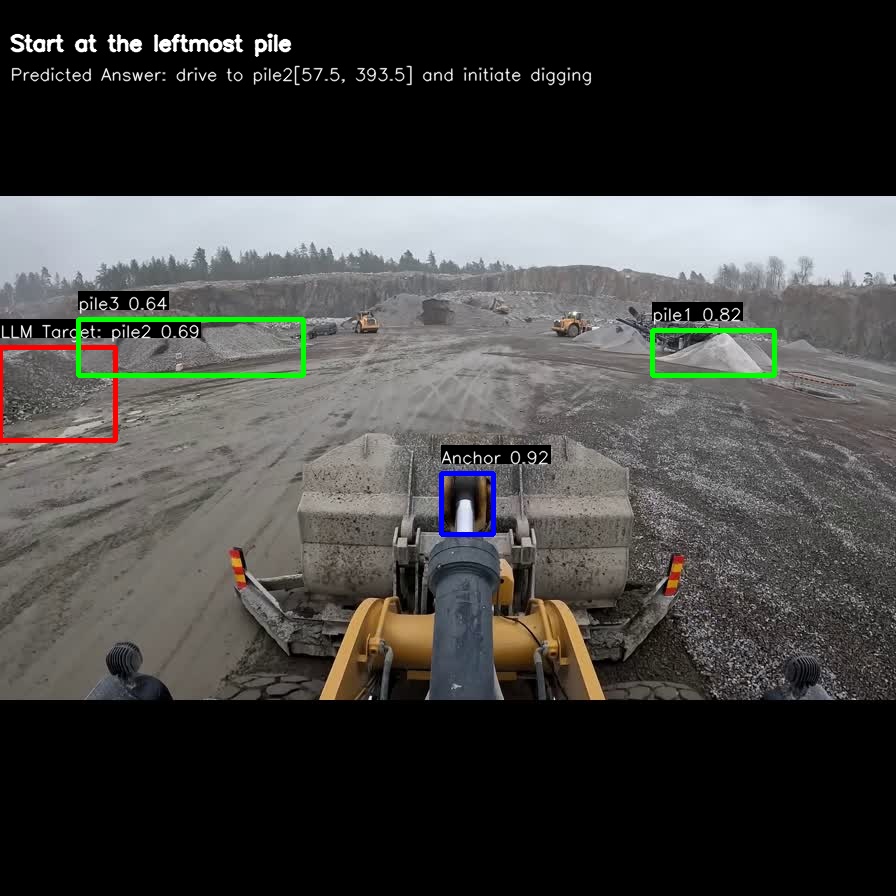 Start at the leftmost pile
Predicted Answer: drive to pile2[57.5, 393.5] and initiate digging
pile3 0.64
LLM Target: pile2 0.69
pile1 0.82
Anchor 0.92